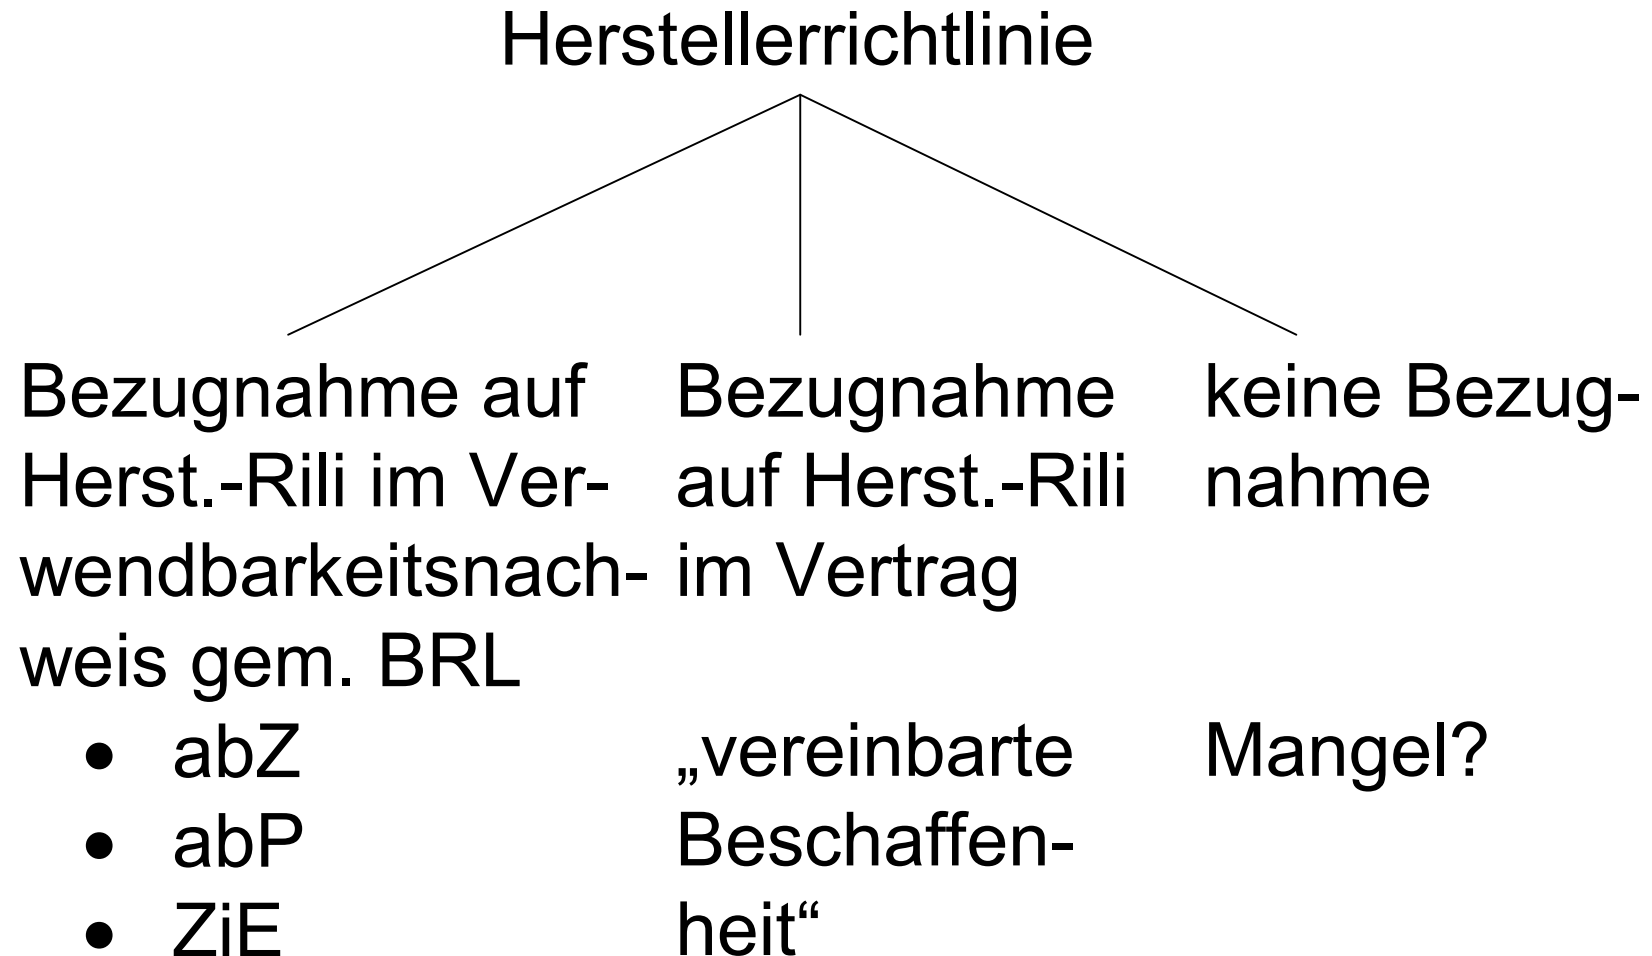 Herstellerrichtlinie
Bezugnahme auf
Herst.-Rili im Ver-
wendbarkeitsnach-
weis gem. BRL
• abZ
• abP
• ZiE
Bezugnahme
auf Herst.-Rili
im Vertrag
„vereinbarte
Beschaffen-
heit“
keine Bezug-
nahme
Mangel?